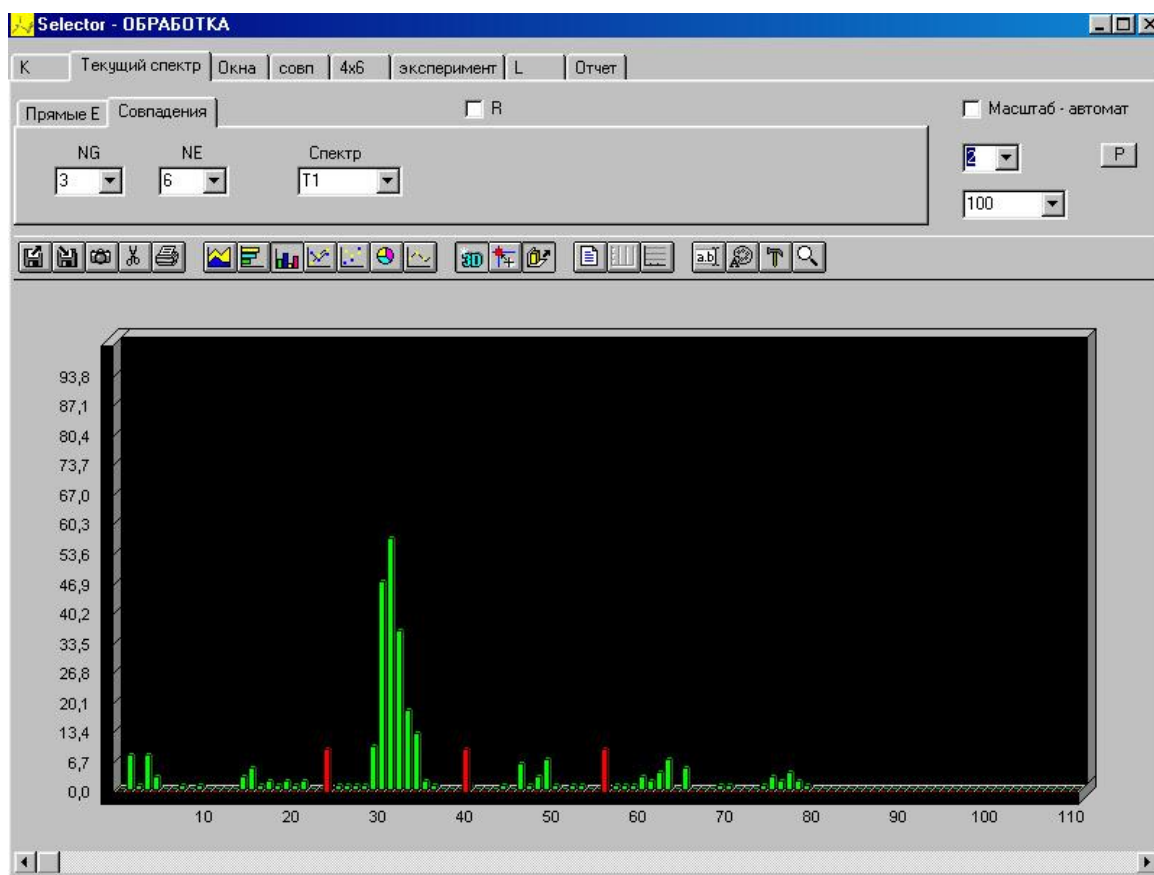 Selector - ОБРАБОТКА
К Текущий спектр Окна совп 4x6 эксперимент L Отчет
Прямые Е Совпадения R Масштаб - автомат
NG NE Спектр
3 6 T1 2 P
100
3D a.b
93,8
87,1
80,4
73,7
67,0
60,3
53,6
46,9
40,2
33,5
26,8
20,1
13,4
6,7
0,0
10 20 30 40 50 60 70 80 90 100 110